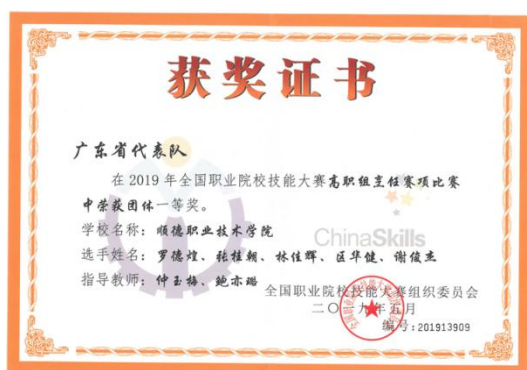 获奖证书
广东省代表队
在 2019 年全国职业院校技能大赛高职组烹饪赛项比赛
中荣获团体一等奖。
学校名称：顺德职业技术学院
ChinaSkills
选手姓名：罗德煌、张桂朝、林佳辉、区华健、谢俊杰
指导教师：仲玉梅、鲍亦璐
全国职业院校技能大赛组织委员会
二〇一九年五月
编号：201913909